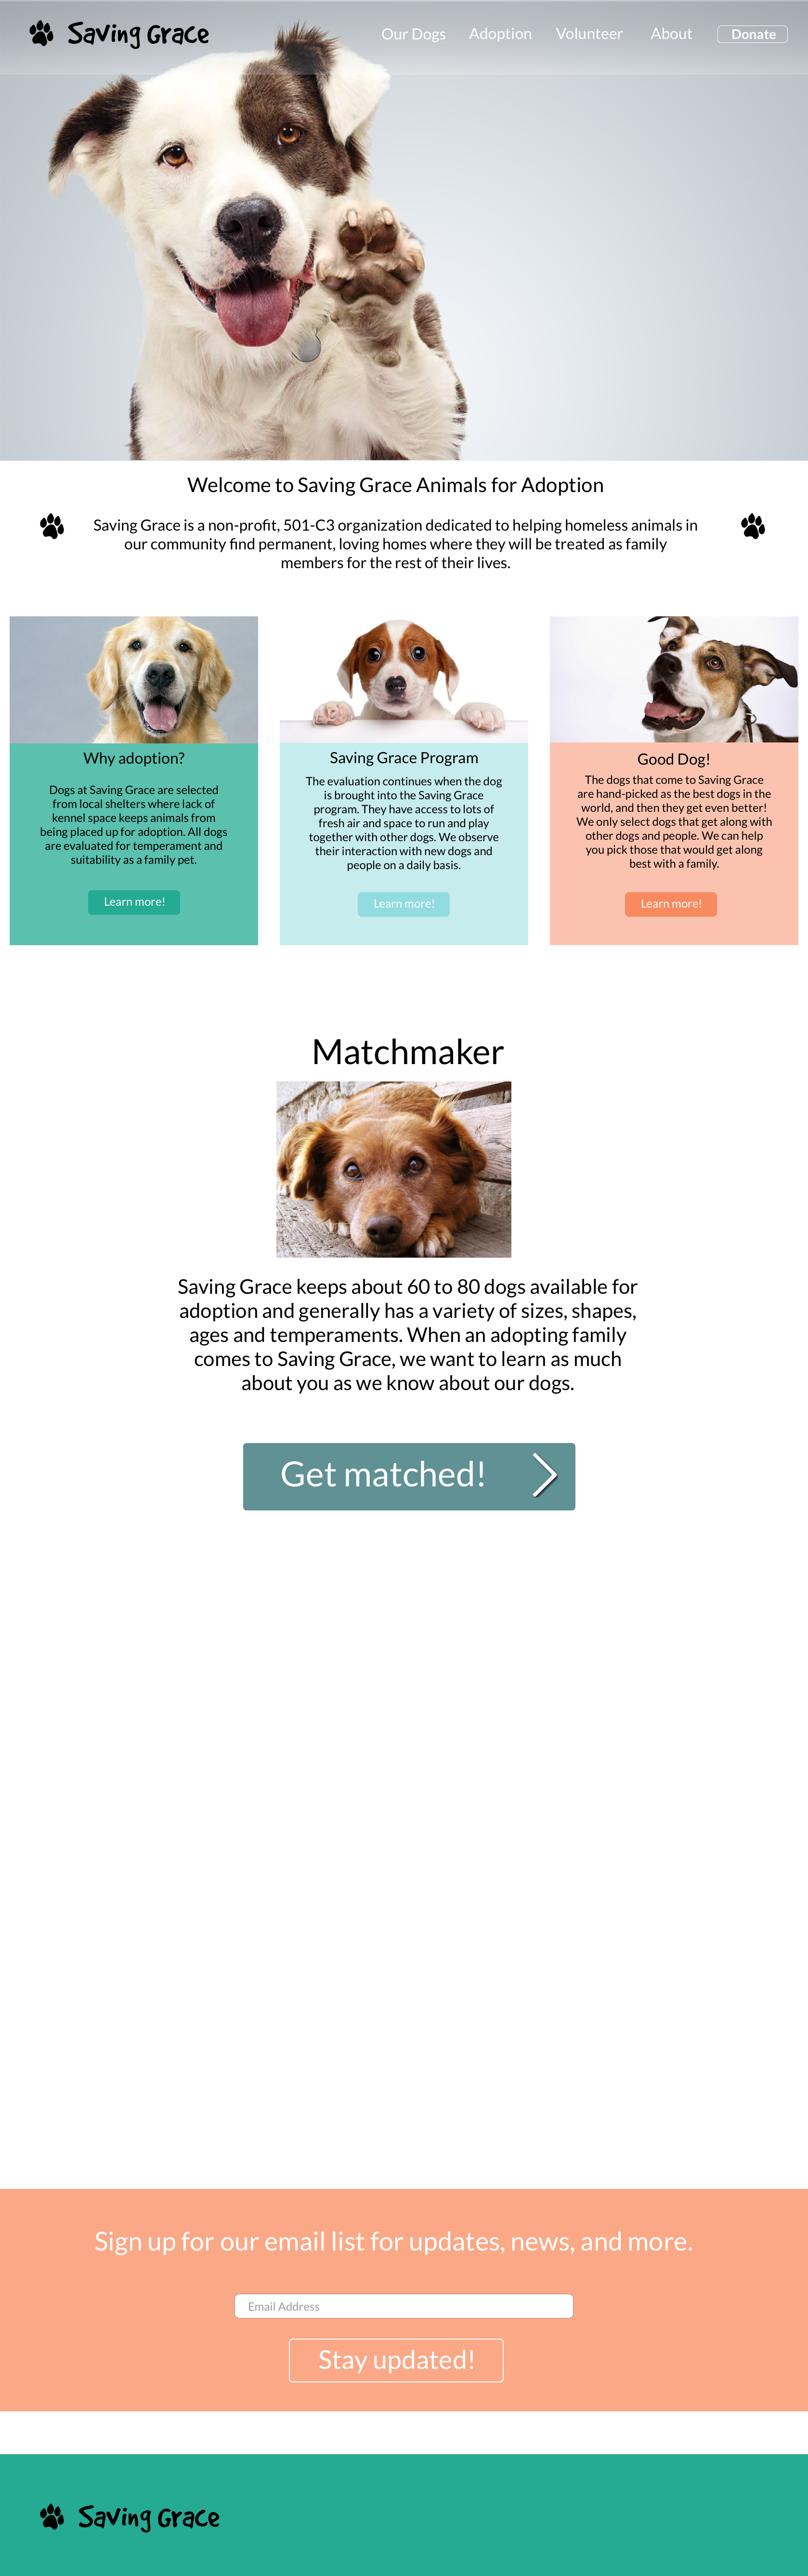 Saving Grace
Our Dogs
Adoption
Volunteer
About
Donate
Welcome to Saving Grace Animals for Adoption
Saving Grace is a non-profit, 501-C3 organization dedicated to helping homeless animals in
our community find permanent, loving homes where they will be treated as family
members for the rest of their lives.
Why adoption?
Dogs at Saving Grace are selected
from local shelters where lack of
kennel space keeps animals from
being placed up for adoption. All dogs
are evaluated for temperament and
suitability as a family pet.
Learn more!
Saving Grace Program
The evaluation continues when the dog
is brought into the Saving Grace
program. They have access to lots of
fresh air and space to run and play
together with other dogs. We observe
their interaction with new dogs and
people on a daily basis.
Learn more!
Good Dog!
The dogs that come to Saving Grace
are hand-picked as the best dogs in the
world, and then they get even better!
We only select dogs that get along with
other dogs and people. We can help
you pick those that would get along
best with a family.
Learn more!
Matchmaker
Saving Grace keeps about 60 to 80 dogs available for
adoption and generally has a variety of sizes, shapes,
ages and temperaments. When an adopting family
comes to Saving Grace, we want to learn as much
about you as we know about our dogs.
Get matched!
Sign up for our email list for updates, news, and more.
Email Address
Stay updated!
Saving Grace